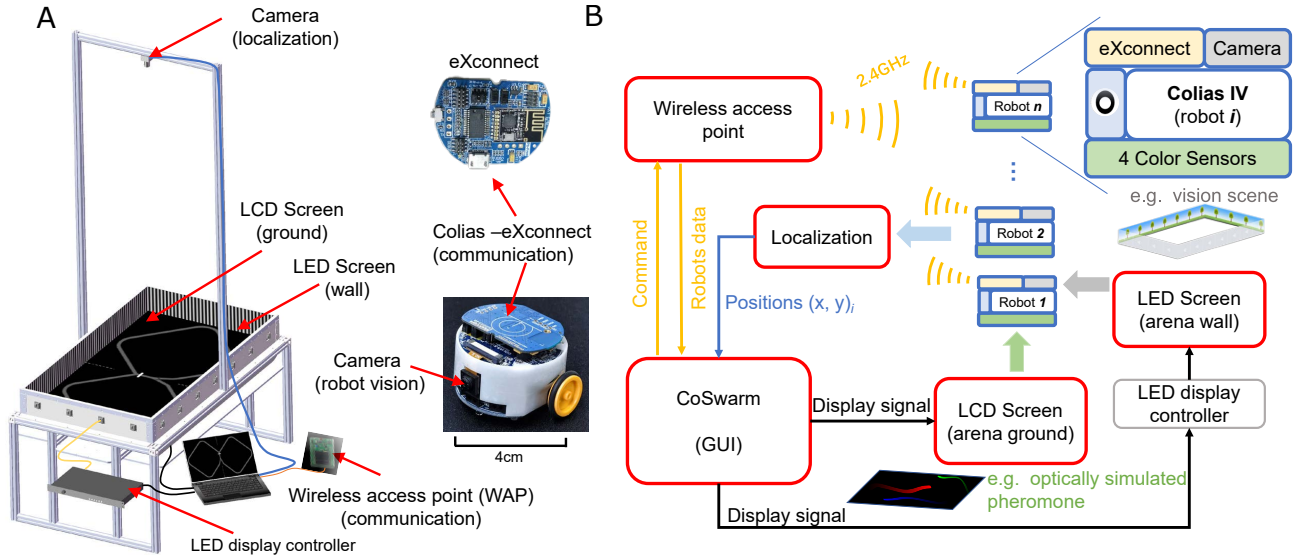 A
Camera
(localization)
eXconnect
LCD Screen
(ground)
LED Screen
(wall)
Colias –eXconnect
(communication)
Camera
(robot vision)
4cm
Wireless access point (WAP)
(communication)
LED display controller
B
Wireless access
point
2.4GHz
Robot n
eXconnect
Camera
Colias IV
(robot i)
4 Color Sensors
e.g. vision scene
Command
Robots data
Localization
Robot 2
Positions (x, y)i
Robot 1
LED Screen
(arena wall)
CoSwarm
(GUI)
Display signal
LCD Screen
(arena ground)
LED display
controller
e.g. optically simulated
pheromone
Display signal